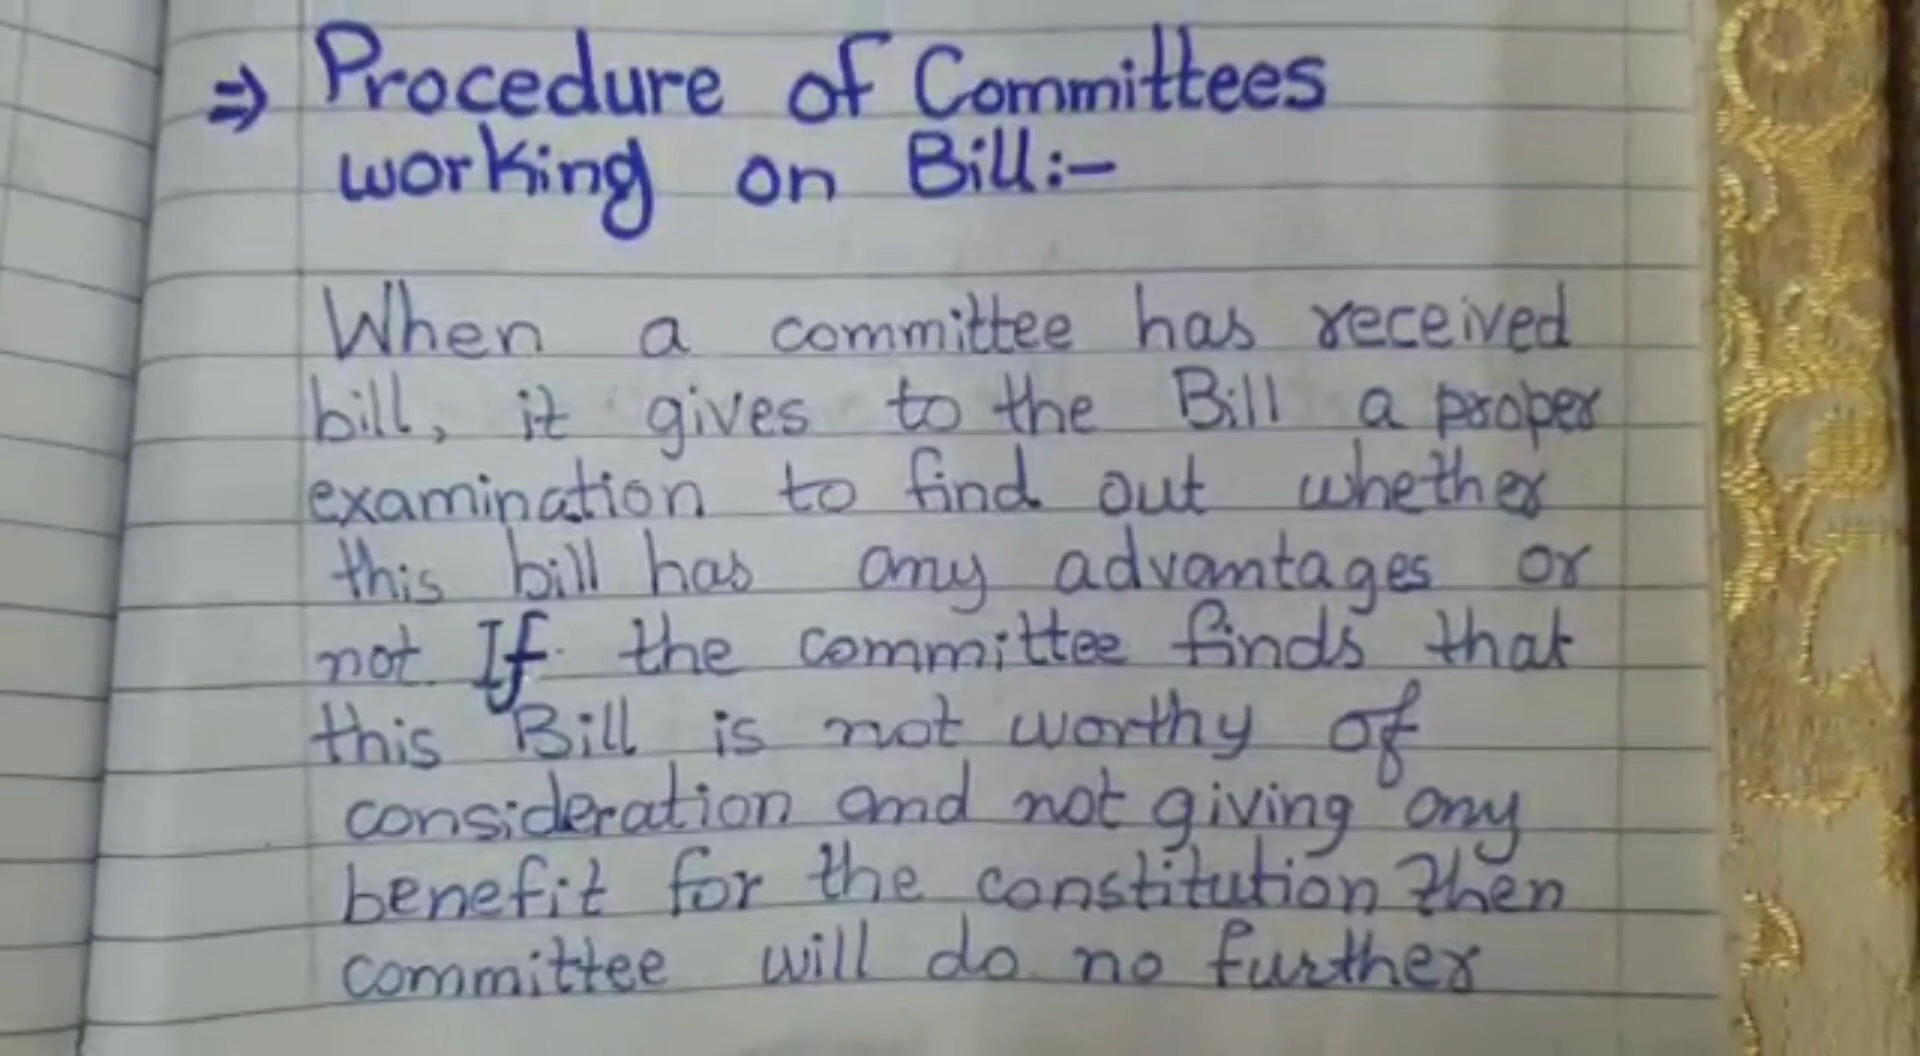 ⇒ Procedure of Committees
working on Bill:-
When a committee has received
bill, it gives to the Bill a proper
examination to find out whether
this bill has any advantages or
not. If the committee finds that
this Bill is not worthy of
consideration and not giving any
benefit for the constitution then
committee will do no further